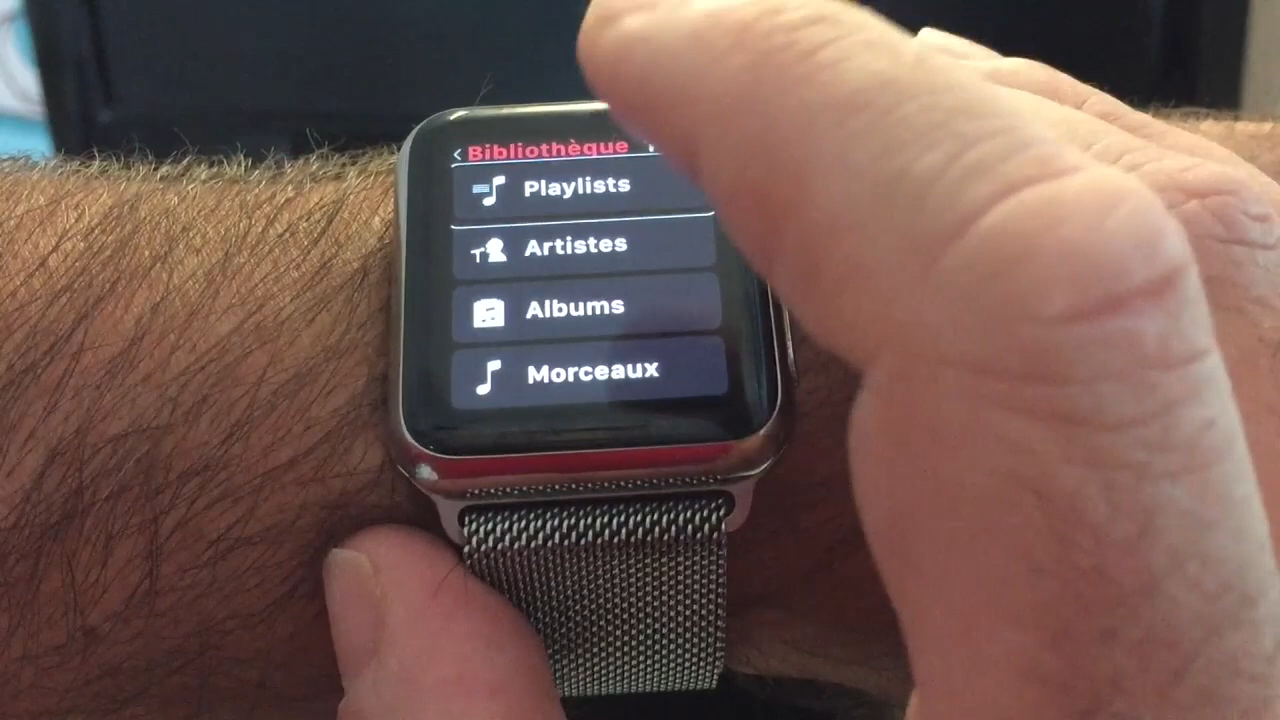 Bibliothèque
Playlists
Artistes
Albums
Morceaux